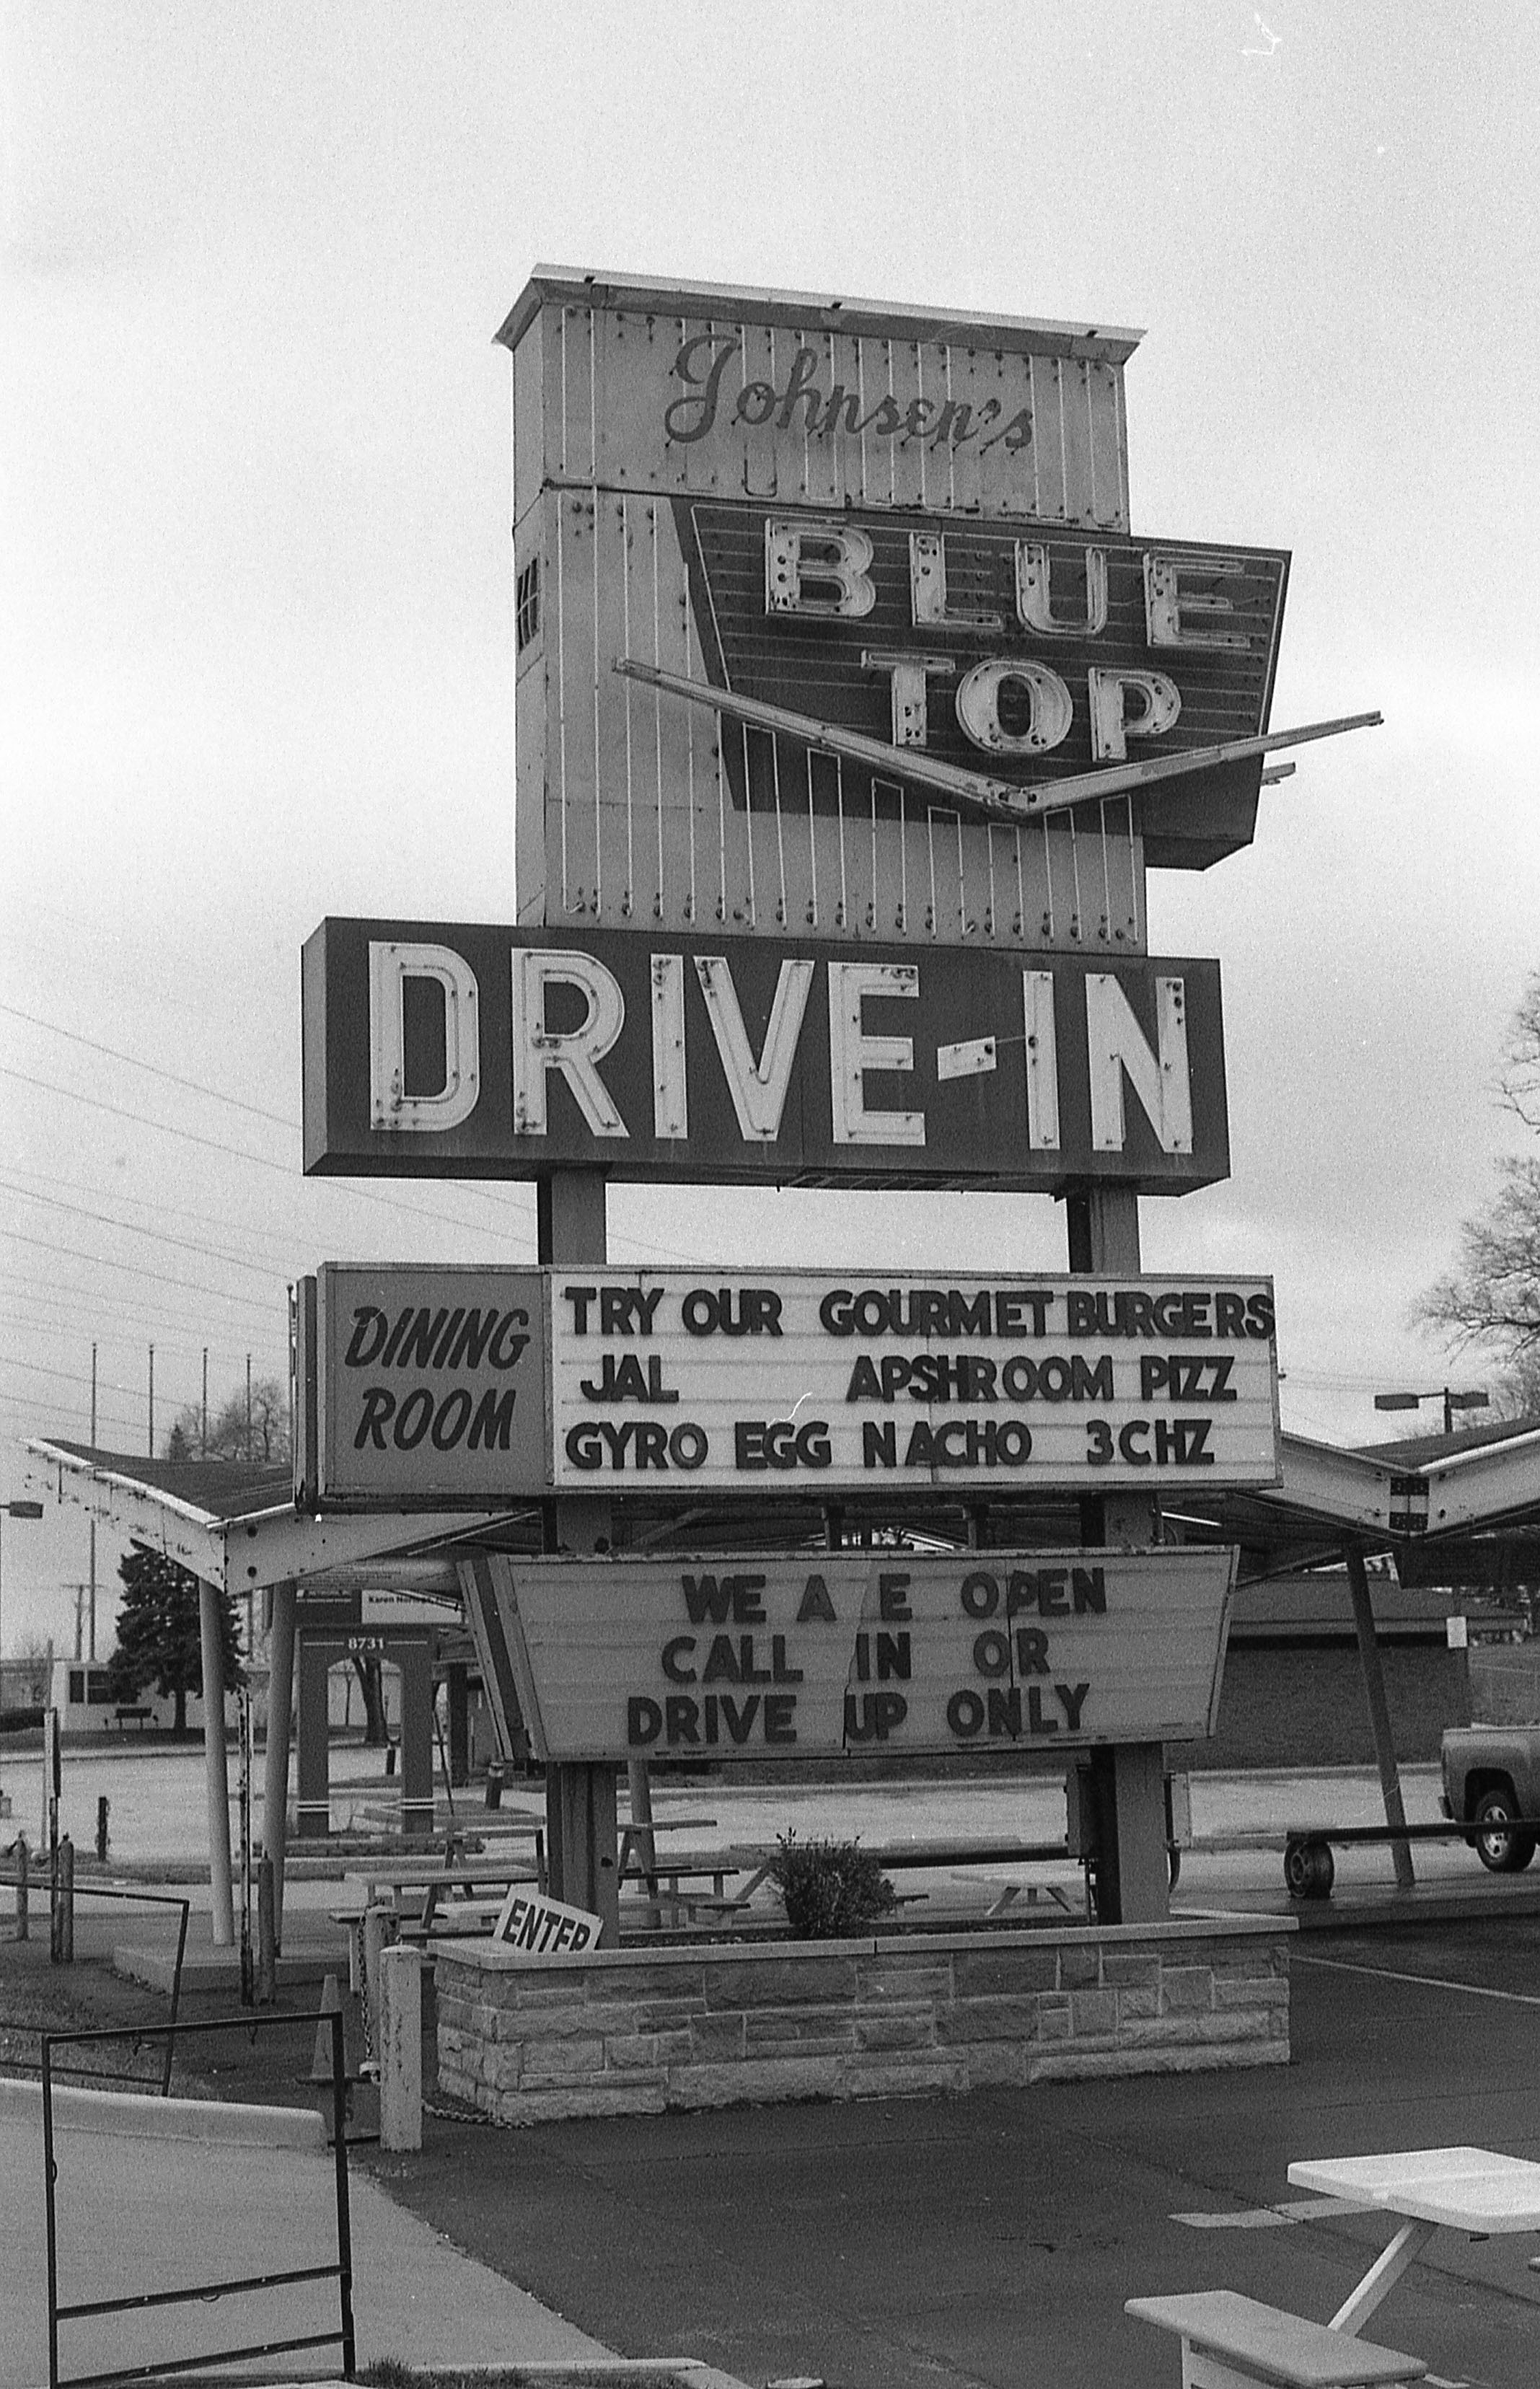 Johnsen's
BLUE
TOP
DRIVE-IN
DINING
ROOM
TRY OUR GOURMET BURGERS
JAL APSHROOM PIZZ
GYRO EGG NACHO 3CHZ
WE A E OPEN
CALL IN OR
DRIVE UP ONLY
Karen
8731
ENTER